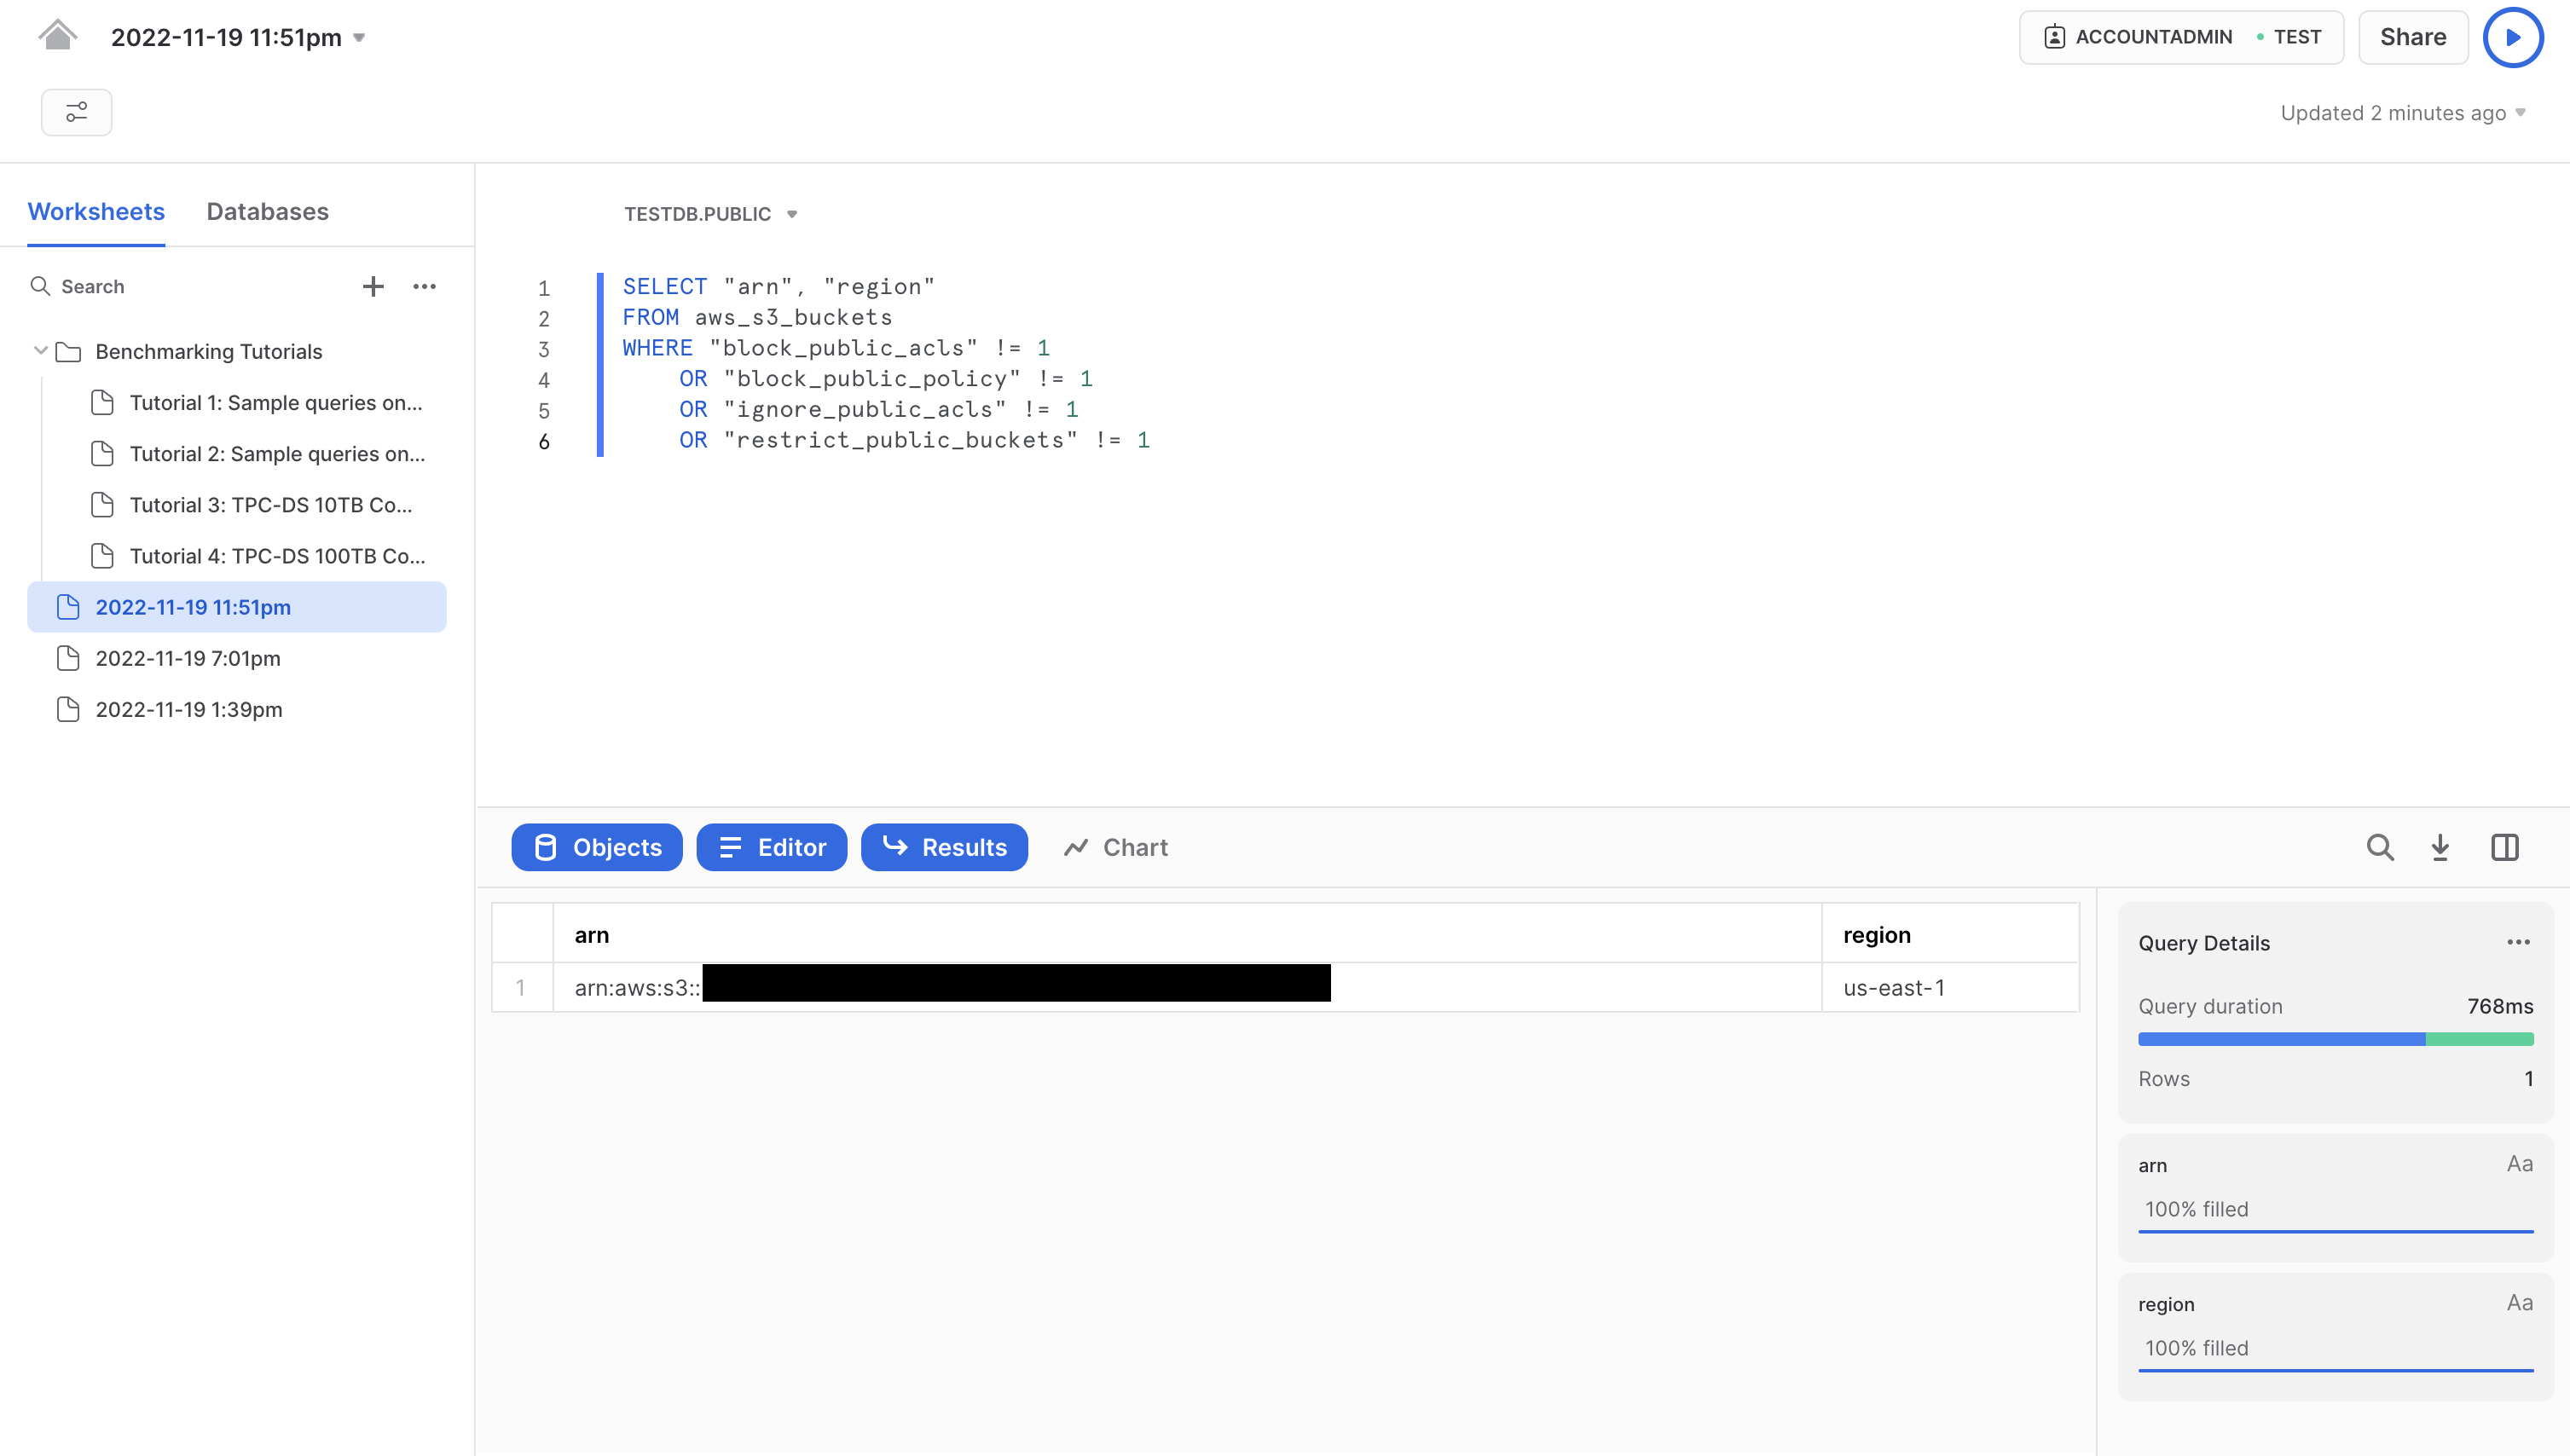 2022-11-19 11:51pm
ACCOUNTADMIN • TEST
Share
Updated 2 minutes ago
Worksheets
Databases
Search
Benchmarking Tutorials
Tutorial 1: Sample queries on...
Tutorial 2: Sample queries on...
Tutorial 3: TPC-DS 10TB Co...
Tutorial 4: TPC-DS 100TB Co...
2022-11-19 11:51pm
2022-11-19 7:01pm
2022-11-19 1:39pm
TESTDB.PUBLIC
1 SELECT "arn", "region"
2 FROM aws_s3_buckets
3 WHERE "block_public_acls" != 1
4 OR "block_public_policy" != 1
5 OR "ignore_public_acls" != 1
6 OR "restrict_public_buckets" != 1
Objects
Editor
Results
Chart
arn region
1 arn:aws:s3:: us-east-1
Query Details
Query duration 768ms
Rows 1
arn Aa
100% filled
region Aa
100% filled